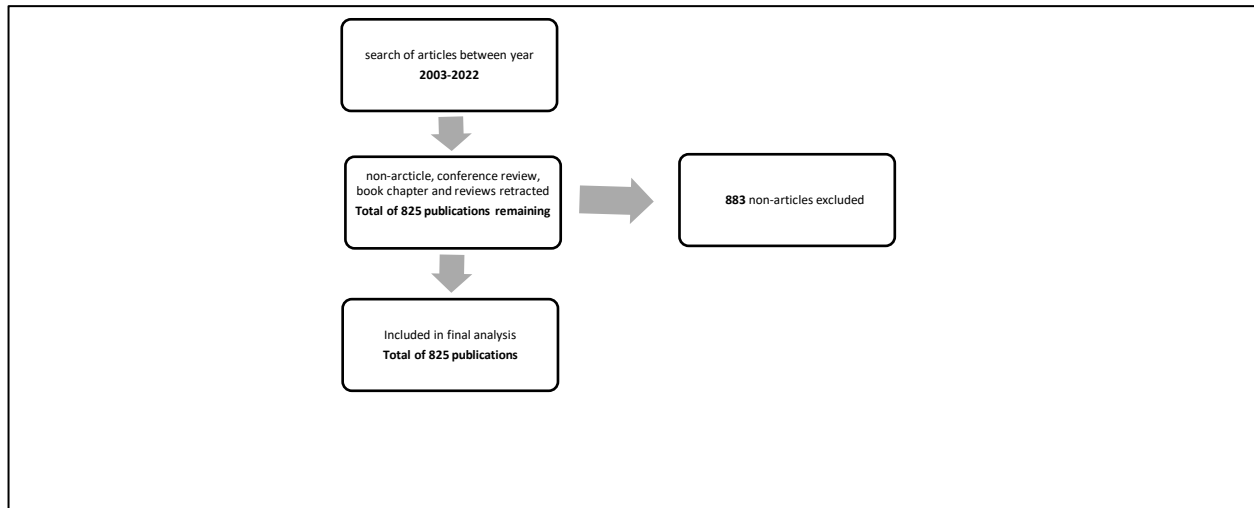 search of articles between year
2003-2022
non-arcticle, conference review,
book chapter and reviews retracted
Total of 825 publications remaining
883 non-articles excluded
Included in final analysis
Total of 825 publications